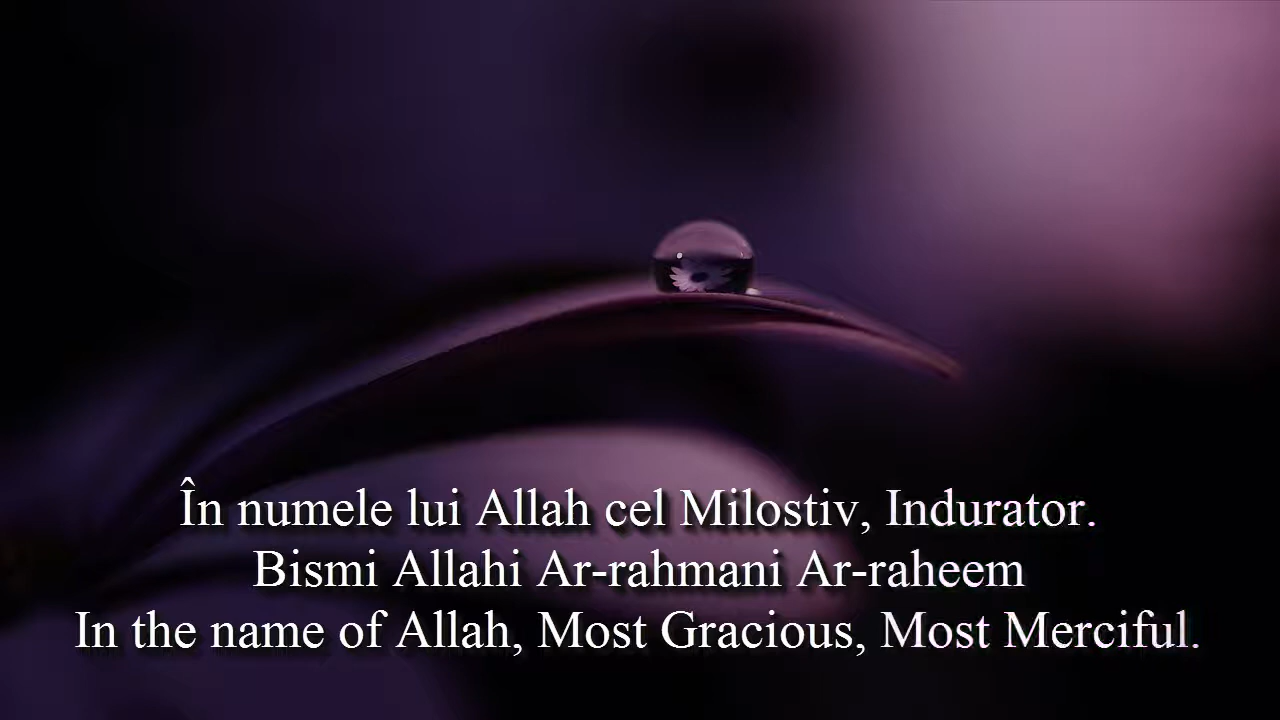 În numele lui Allah cel Milostiv, Indurator.
Bismi Allahi Ar-rahmani Ar-raheem
In the name of Allah, Most Gracious, Most Merciful.